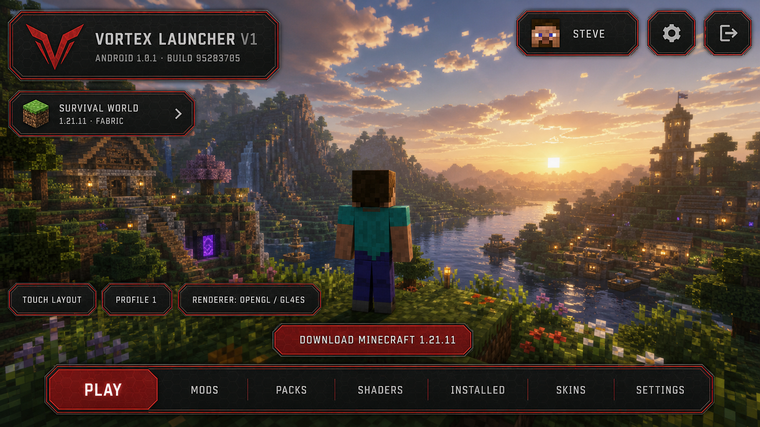 VORTEX LAUNCHER V1
ANDROID 1.0.1 · BUILD 95283705
STEVE
SURVIVAL WORLD
1.21.11 · FABRIC
TOUCH LAYOUT
PROFILE 1
RENDERER: OPENGL / GL4ES
DOWNLOAD MINECRAFT 1.21.11
PLAY
MODS
PACKS
SHADERS
INSTALLED
SKINS
SETTINGS